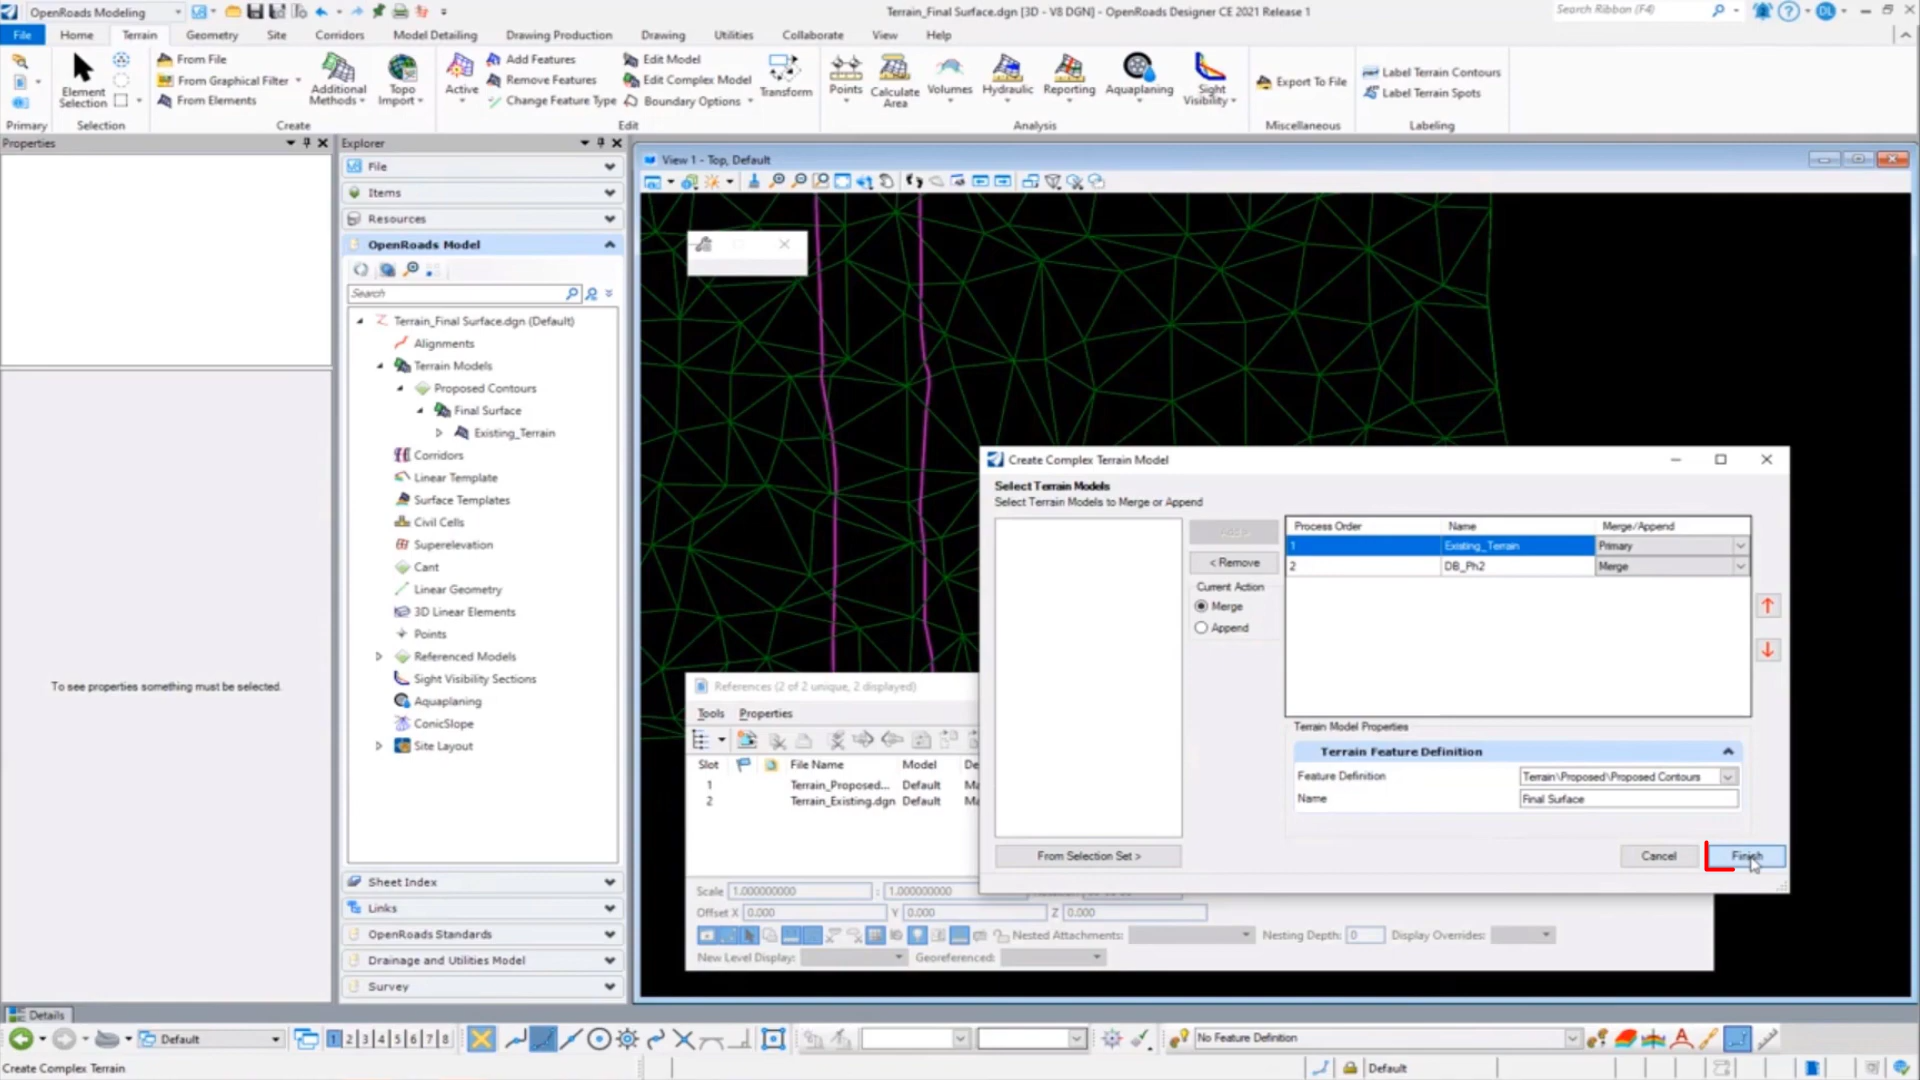 OpenRoads Modeling
Terrain_Final Surface.dgn [3D - V8 DGN] - OpenRoads Designer CE 2021 Release 1
Search Ribbon (F4)
DL
File Home Terrain Geometry Site Corridors Model Detailing Drawing Production Drawing Utilities Collaborate View Help
Element Selection
From File
From Graphical Filter
From Elements
Additional Methods
Topo Import
Active
Add Features
Remove Features
Change Feature Type
Edit Model
Edit Complex Model
Boundary Options
Transform
Points
Calculate Area
Volumes
Hydraulic
Reporting
Aquaplaning
Sight Visibility
Export To File
Label Terrain Contours
Label Terrain Spots
Primary Selection Create Edit Analysis Miscellaneous Labeling
Properties
To see properties something must be selected.
Explorer
File
Items
Resources
OpenRoads Model
Search
Terrain_Final Surface.dgn (Default)
Alignments
Terrain Models
Proposed Contours
Final Surface
Existing_Terrain
Corridors
Linear Template
Surface Templates
Civil Cells
Superelevation
Cant
Linear Geometry
3D Linear Elements
Points
Referenced Models
Sight Visibility Sections
Aquaplaning
ConicSlope
Site Layout
Sheet Index
Links
OpenRoads Standards
Drainage and Utilities Model
Survey
View 1 - Top, Default
References (2 of 2 unique, 2 displayed)
Tools Properties
Slot File Name Model De
1 Terrain_Proposed... Default Ma
2 Terrain_Existing.dgn Default Ma
Scale 1.000000000 : 1.000000000
Offset X 0.000 Y 0.000 Z 0.000
Nested Attachments: Nesting Depth: 0 Display Overrides:
New Level Display: Georeferenced:
Create Complex Terrain Model
Select Terrain Models
Select Terrain Models to Merge or Append
< Remove
Current Action
Merge
Append
From Selection Set >
Process Order Name Merge/Append
1 Existing_Terrain Primary
2 DB_Ph2 Merge
Terrain Model Properties
Terrain Feature Definition
Feature Definition Terrain\Proposed\Proposed Contours
Name Final Surface
Cancel Finish
Details
Default
1 2 3 4 5 6 7 8
No Feature Definition
Create Complex Terrain
Default